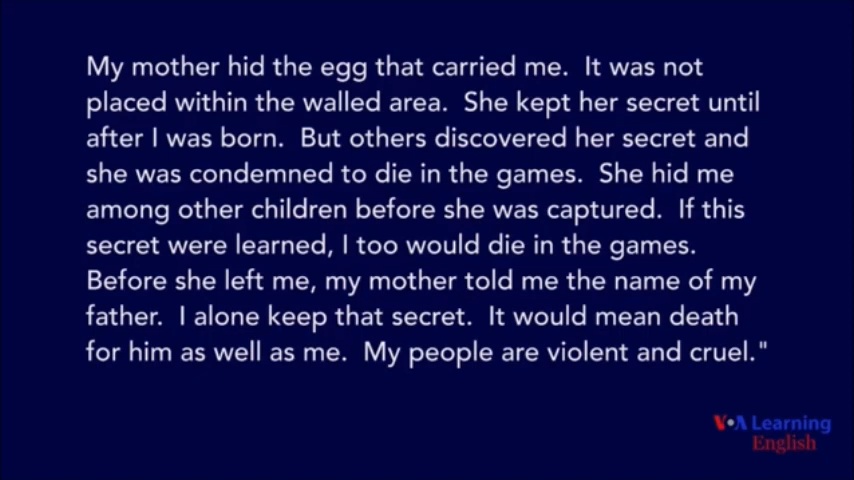 My mother hid the egg that carried me.  It was not
placed within the walled area.  She kept her secret until
after I was born.  But others discovered her secret and
she was condemned to die in the games.  She hid me
among other children before she was captured.  If this
secret were learned, I too would die in the games.
Before she left me, my mother told me the name of my
father.  I alone keep that secret.  It would mean death
for him as well as me.  My people are violent and cruel."
VOA Learning
English